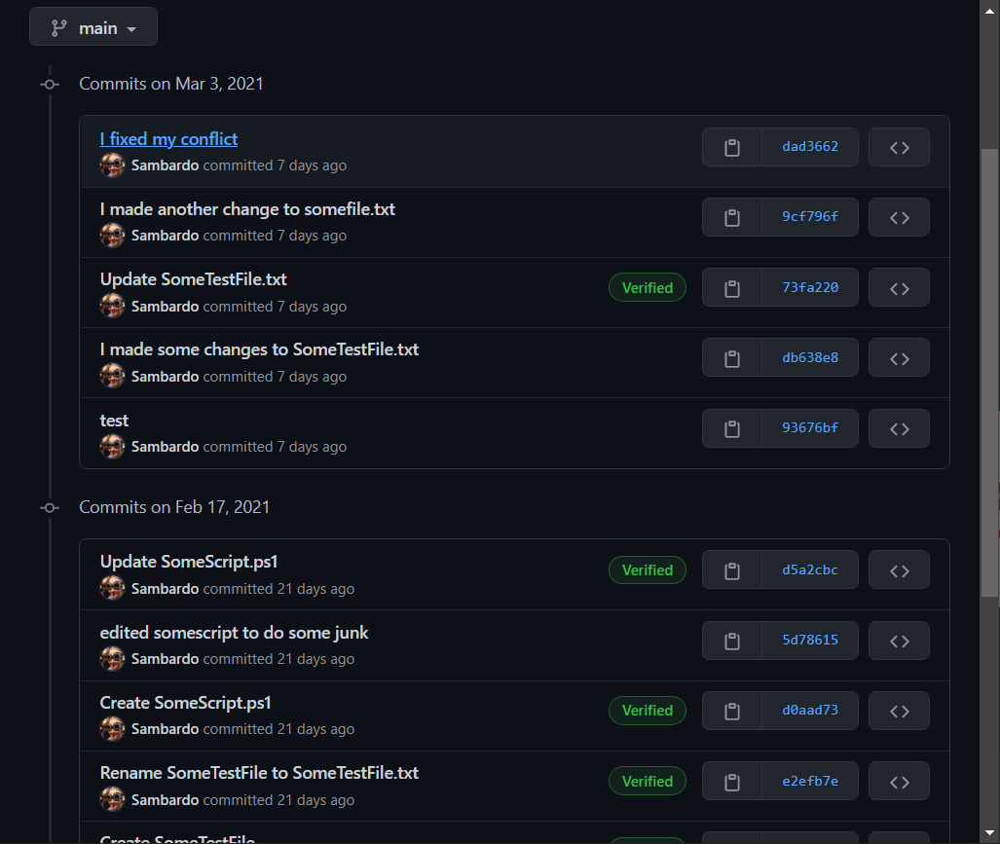 main
Commits on Mar 3, 2021
I fixed my conflict
Sambardo committed 7 days ago
dad3662
I made another change to somefile.txt
Sambardo committed 7 days ago
9cf796f
Update SomeTestFile.txt
Sambardo committed 7 days ago
Verified
73fa220
I made some changes to SomeTestFile.txt
Sambardo committed 7 days ago
db638e8
test
Sambardo committed 7 days ago
93676bf
Commits on Feb 17, 2021
Update SomeScript.ps1
Sambardo committed 21 days ago
Verified
d5a2cbc
edited somescript to do some junk
Sambardo committed 21 days ago
5d78615
Create SomeScript.ps1
Sambardo committed 21 days ago
Verified
d0aad73
Rename SomeTestFile to SomeTestFile.txt
Sambardo committed 21 days ago
Verified
e2efb7e
Create SomeTestFile